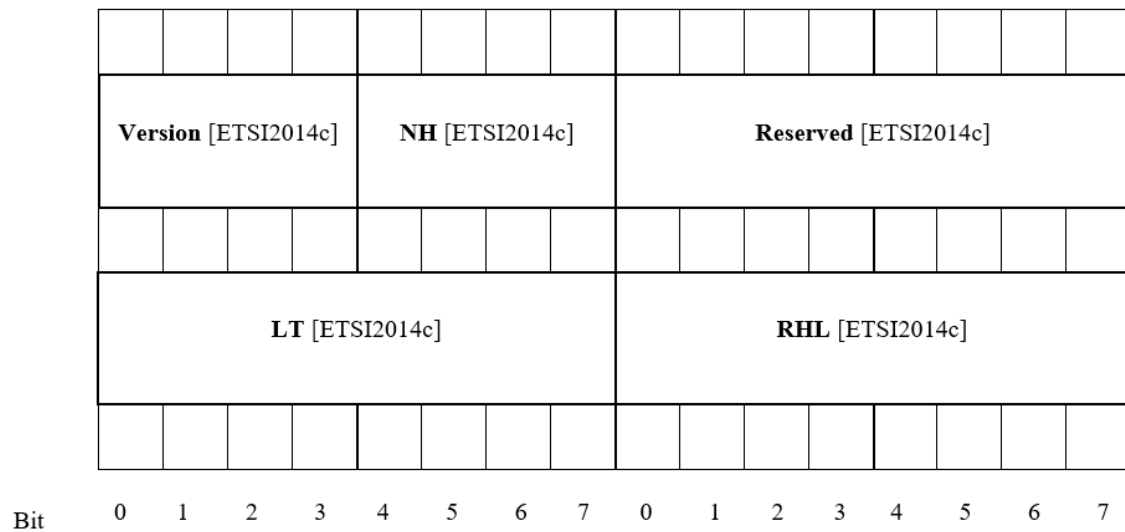 Version [ETSI2014c] NH [ETSI2014c] Reserved [ETSI2014c]
LT [ETSI2014c] RHL [ETSI2014c]
Bit 0 1 2 3 4 5 6 7 0 1 2 3 4 5 6 7